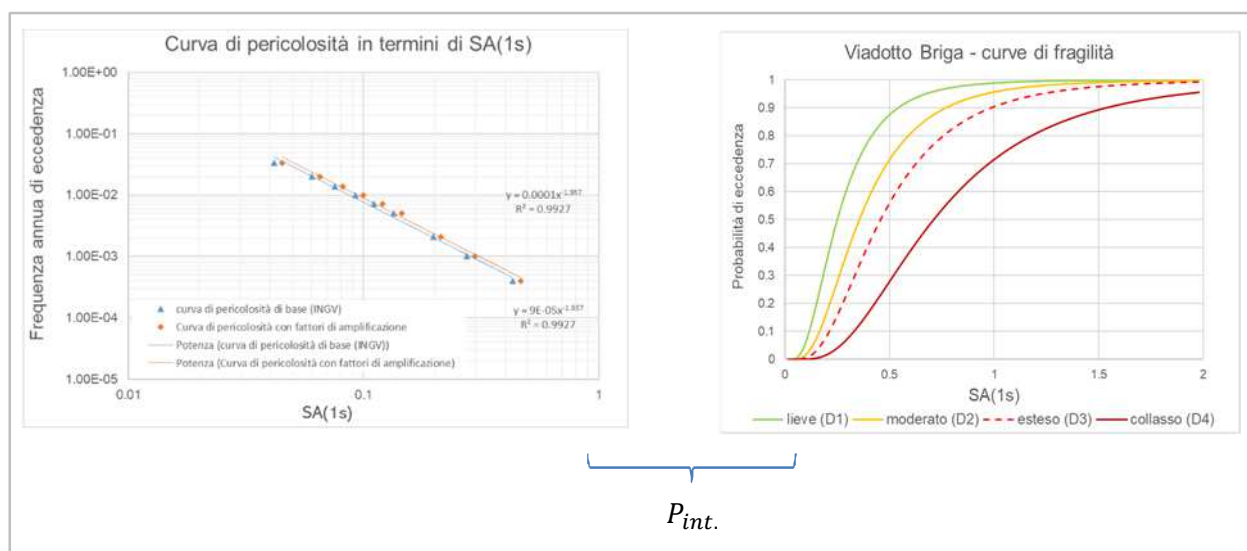 Curva di pericolosità in termini di SA(1s)
Frequenza annua di eccedenza
1.00E+00
1.00E-01
1.00E-02
1.00E-03
1.00E-04
1.00E-05
y = 0.0001x^-1.957
R² = 0.9927
y = 9E-05x^-1.957
R² = 0.9927
curva di pericolosità di base (INGV)
Curva di pericolosità con fattori di amplificazione
Potenza (curva di pericolosità di base (INGV))
Potenza (Curva di pericolosità con fattori di amplificazione)
0.01 0.1 1
SA(1s)
Viadotto Briga - curve di fragilità
Probabilità di eccedenza
1
0.9
0.8
0.7
0.6
0.5
0.4
0.3
0.2
0.1
0
0 0.5 1 1.5 2
SA(1s)
lieve (D1) moderato (D2) esteso (D3) collasso (D4)
P_int.